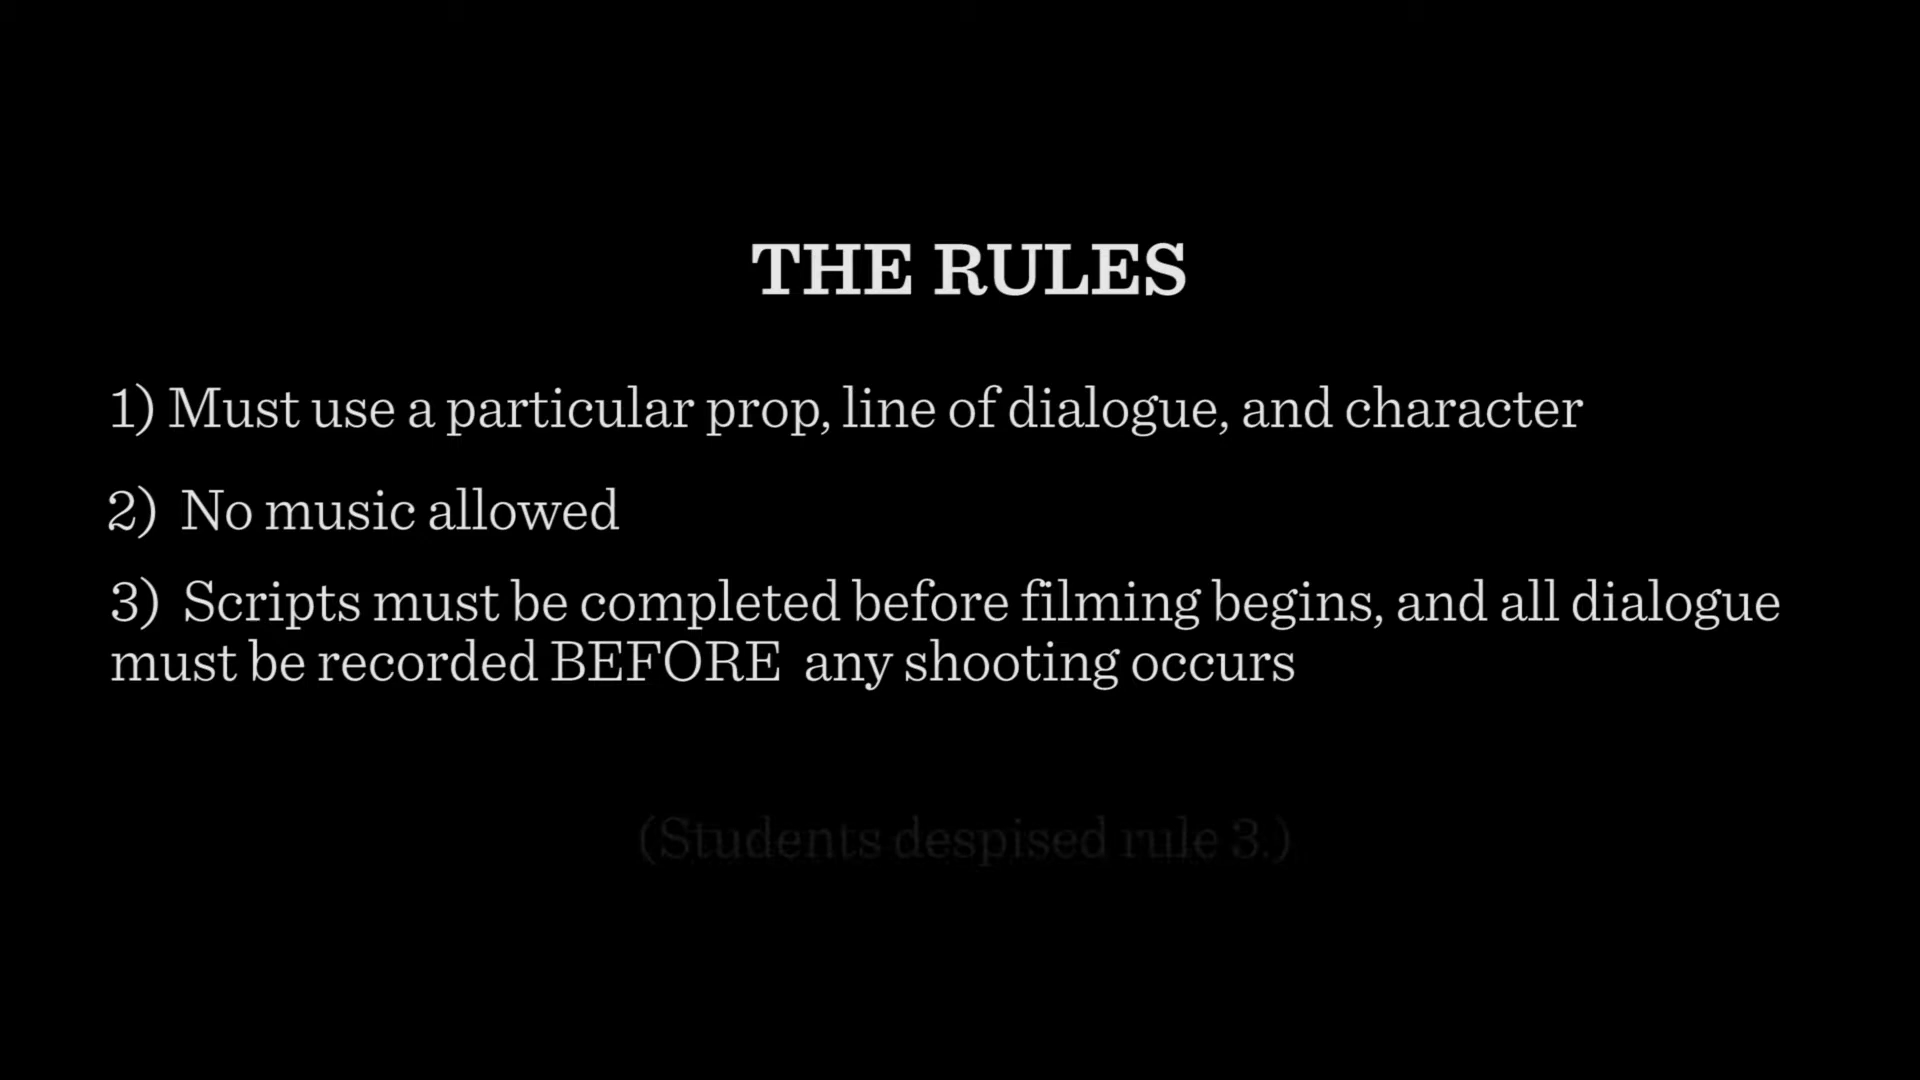 THE RULES
1) Must use a particular prop, line of dialogue, and character
2) No music allowed
3) Scripts must be completed before filming begins, and all dialogue
must be recorded BEFORE any shooting occurs
(Students despised rule 3.)